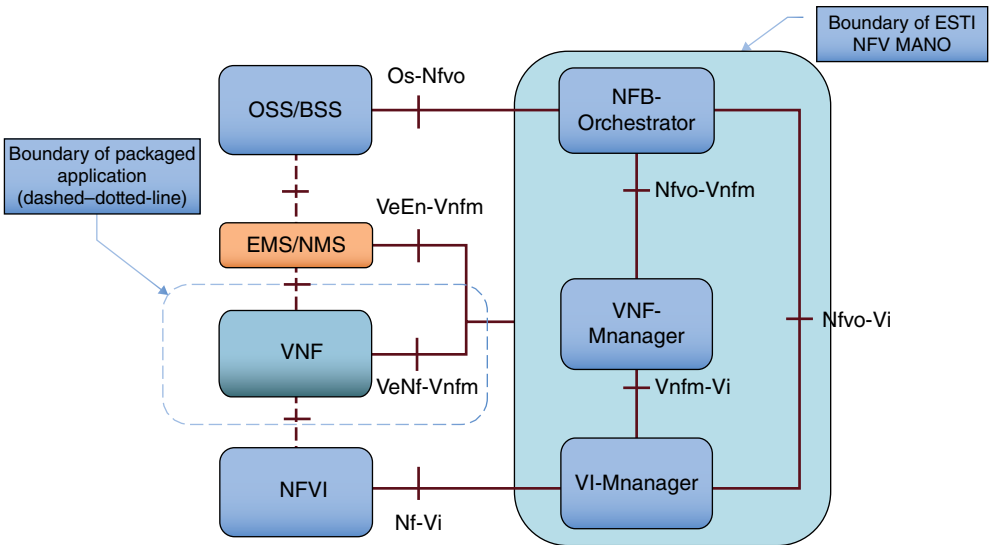 Boundary of ESTI
NFV MANO
Os-Nfvo
OSS/BSS
NFB-
Orchestrator
Boundary of packaged
application
(dashed–dotted-line)
Nfvo-Vnfm
VeEn-Vnfm
EMS/NMS
VNF-
Mnanager
Nfvo-Vi
VNF
VeNf-Vnfm
Vnfm-Vi
NFVI
VI-Mnanager
Nf-Vi